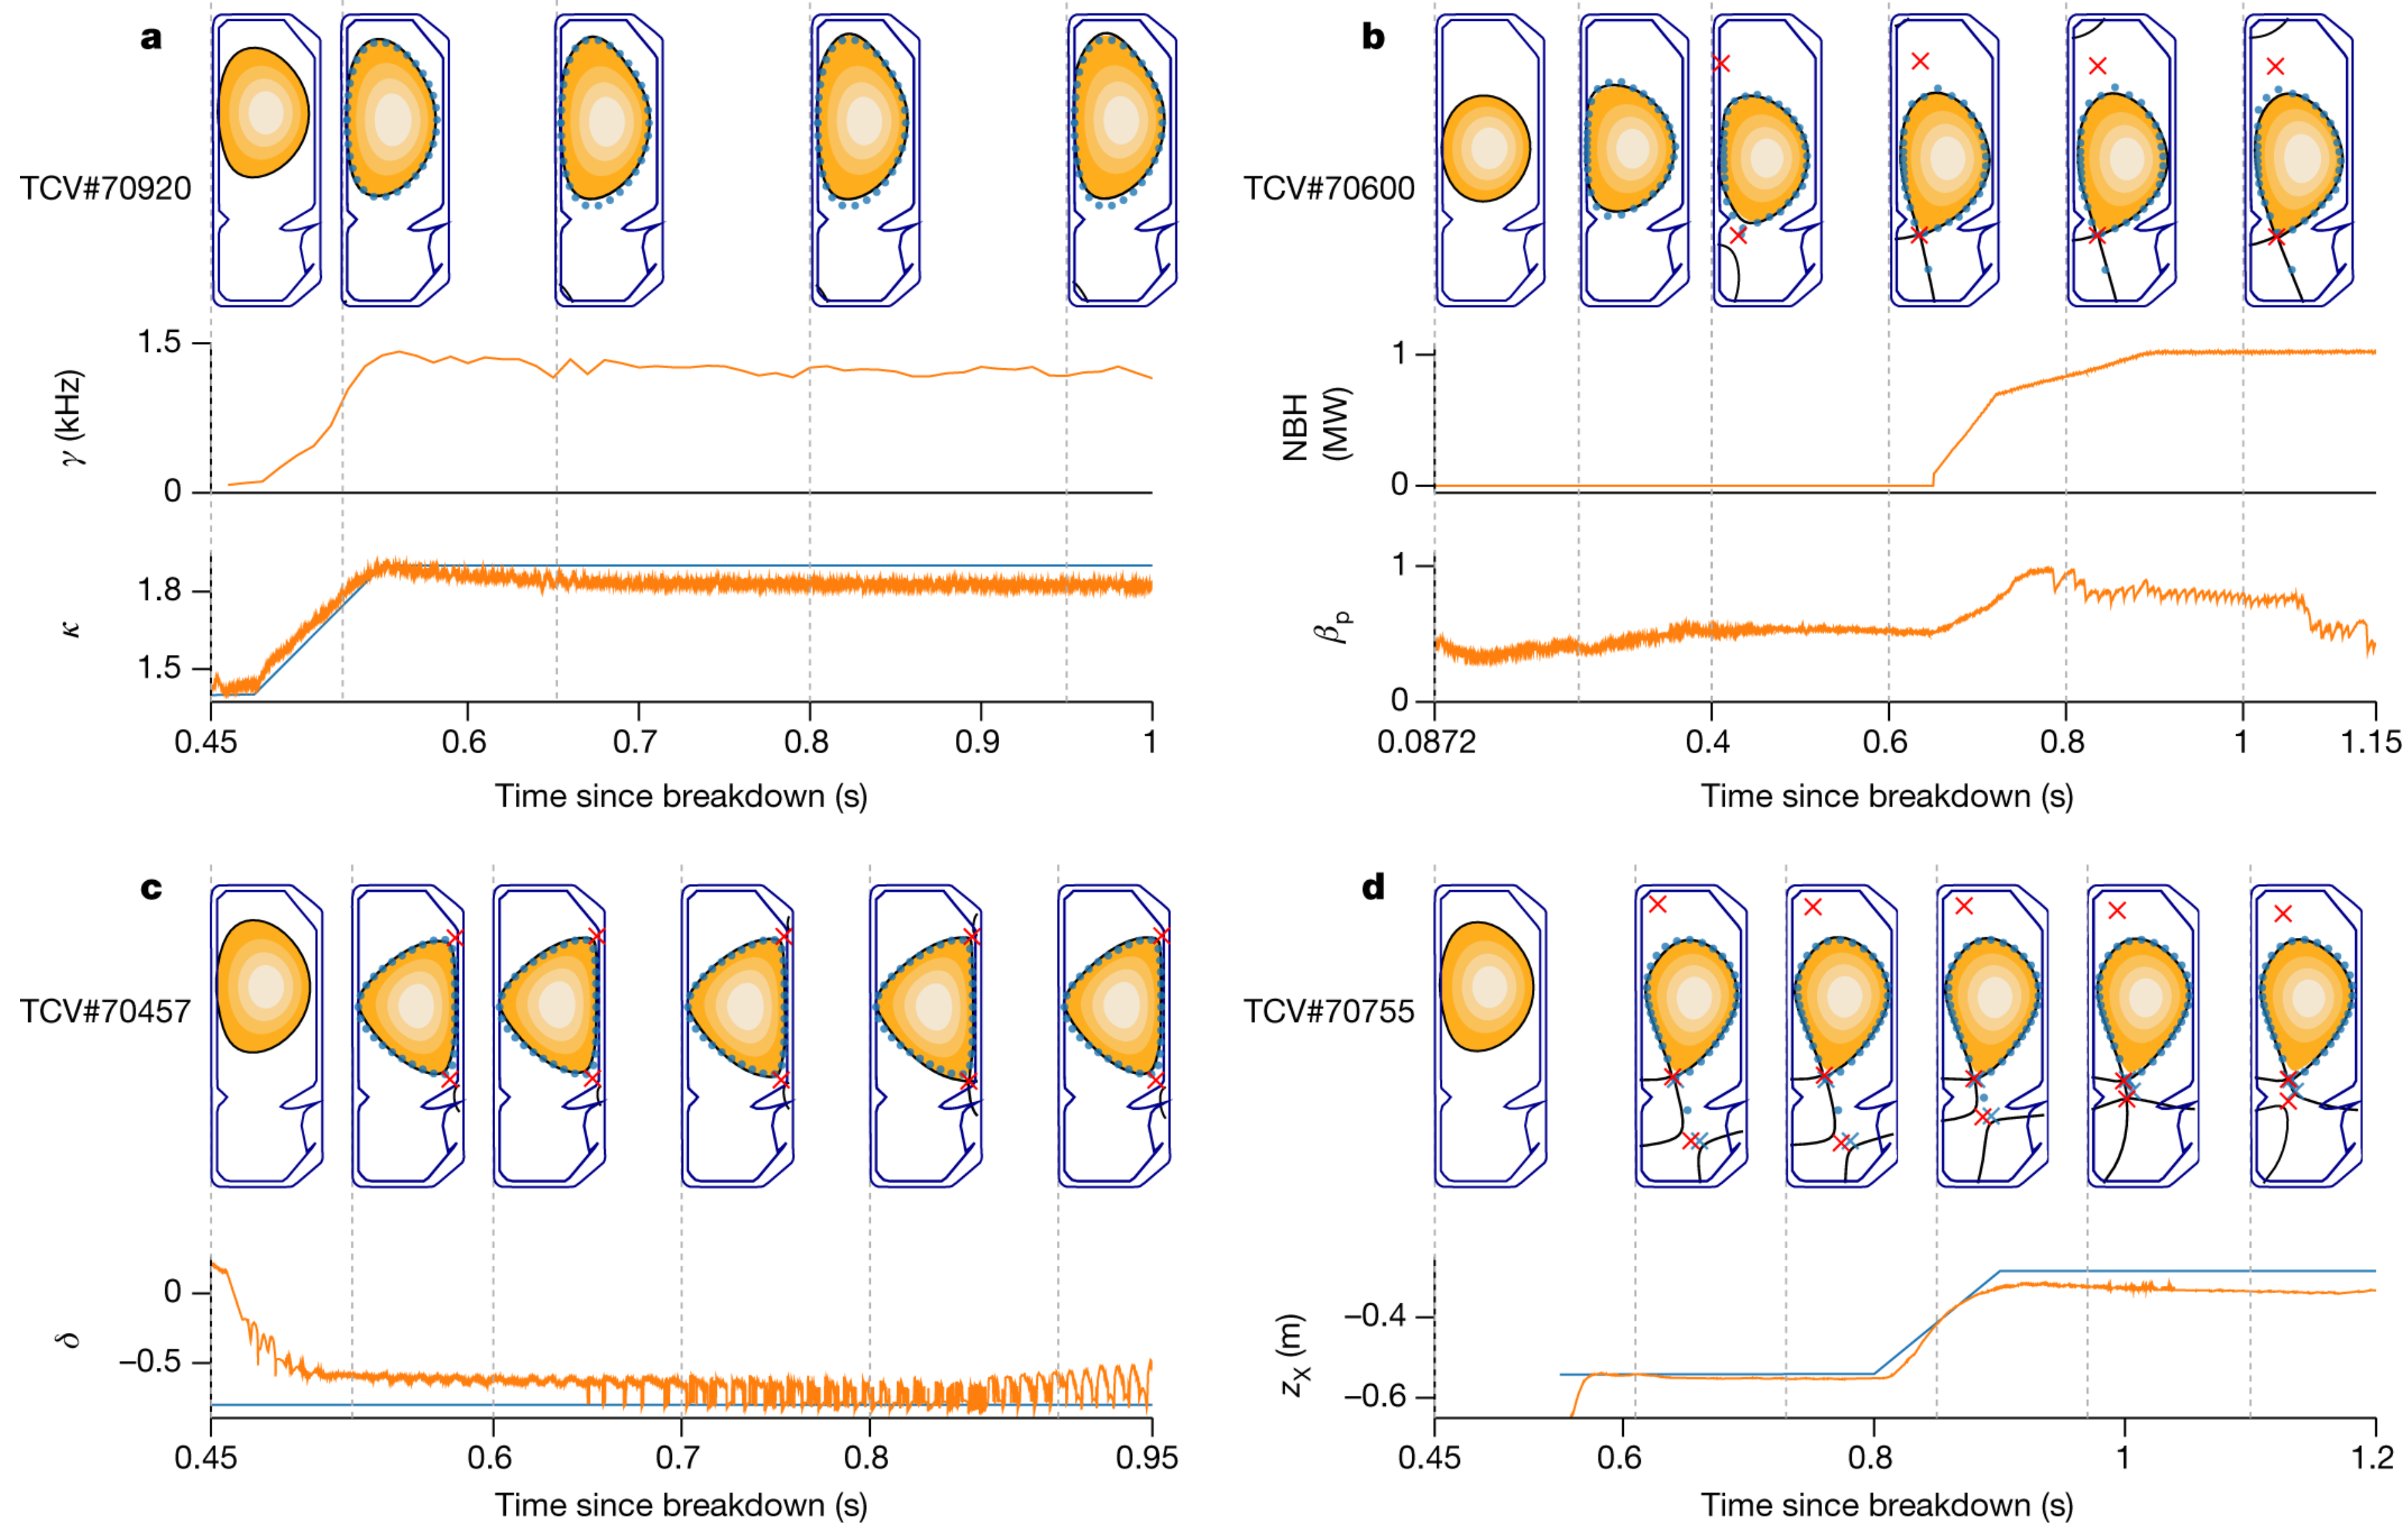 a
TCV#70920
1.5
γ (kHz)
0
1.8
κ
1.5
0.45 0.6 0.7 0.8 0.9 1
Time since breakdown (s)
b
TCV#70600
1
NBH
(MW)
0
1
βp
0
0.0872 0.4 0.6 0.8 1 1.15
Time since breakdown (s)
c
TCV#70457
0
δ
−0.5
0.45 0.6 0.7 0.8 0.95
Time since breakdown (s)
d
TCV#70755
−0.4
zX (m)
−0.6
0.45 0.6 0.8 1 1.2
Time since breakdown (s)